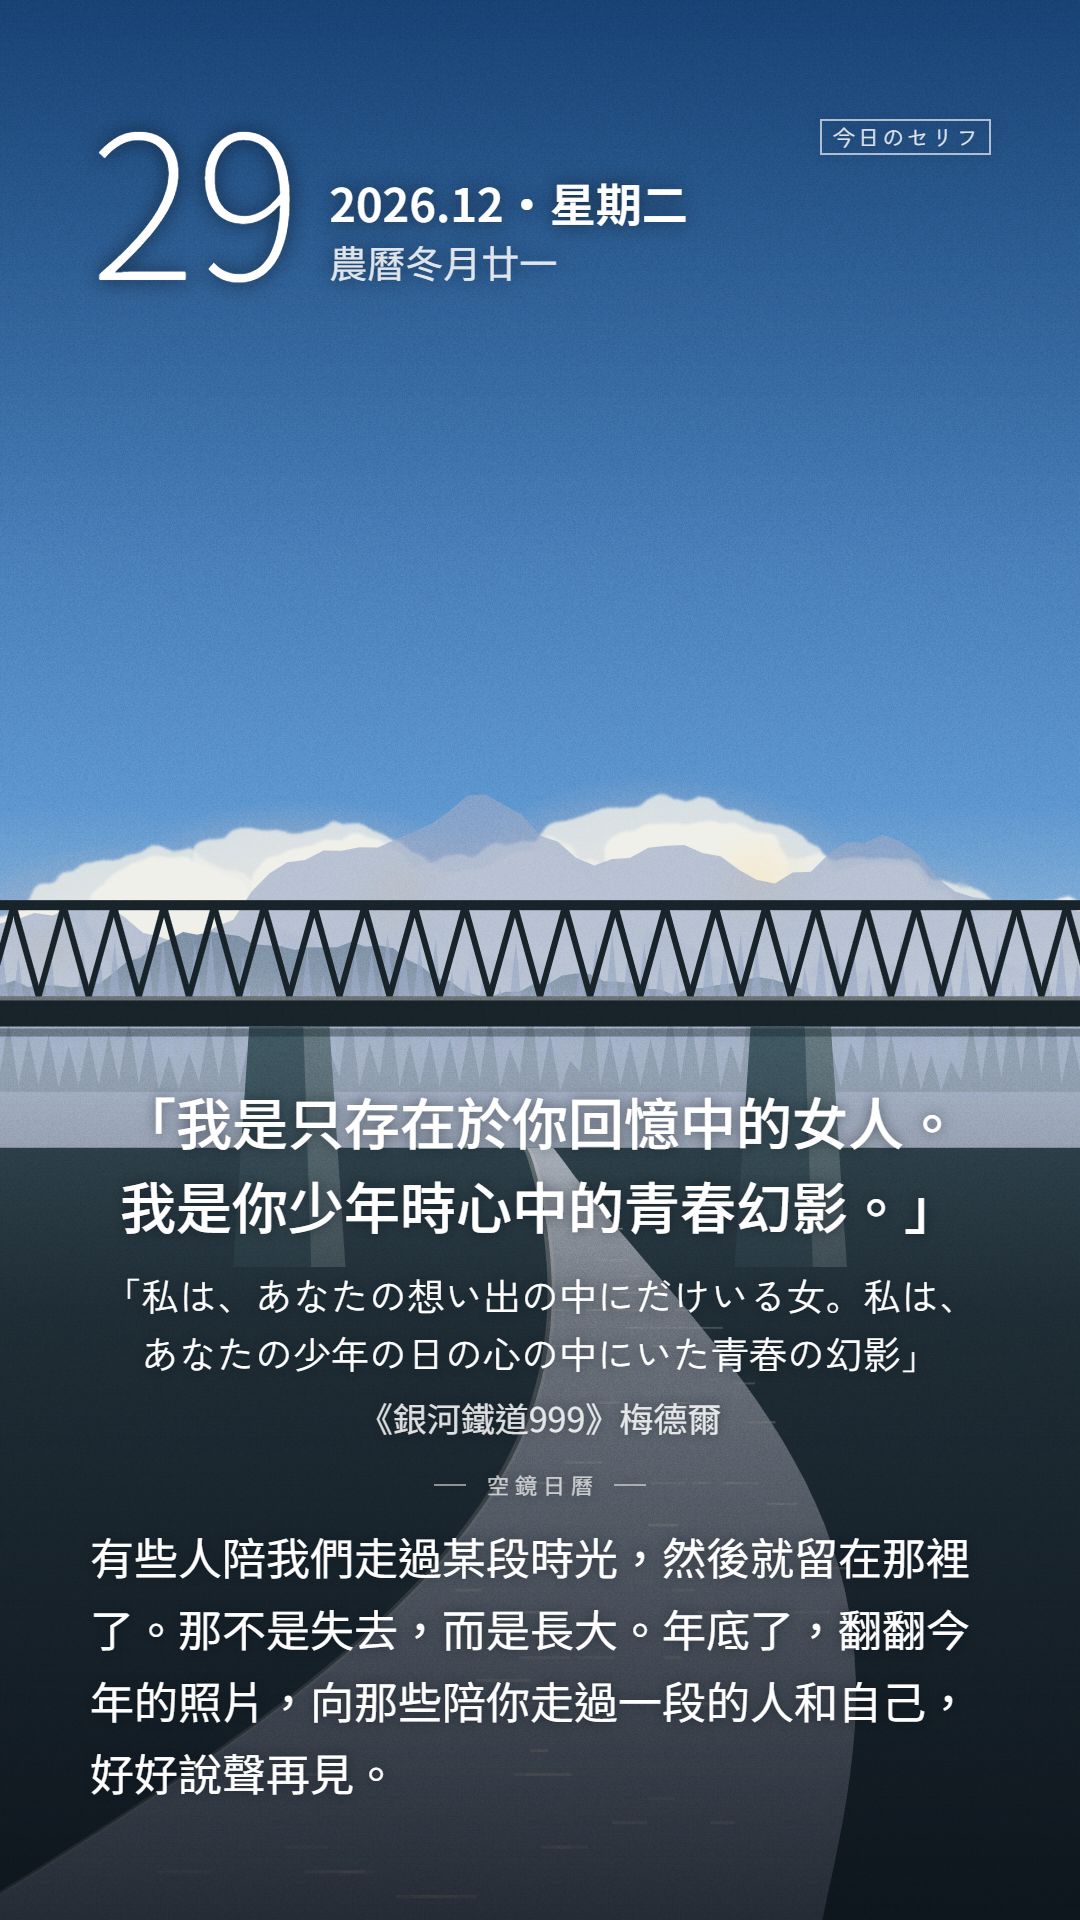 29
今日のセリフ
2026.12・星期二
農曆冬月廿一
「我是只存在於你回憶中的女人。
我是你少年時心中的青春幻影。」
「私は、あなたの想い出の中にだけいる女。私は、
あなたの少年の日の心の中にいた青春の幻影」
《銀河鐵道999》梅德爾
空鏡日曆
有些人陪我們走過某段時光，然後就留在那裡
了。那不是失去，而是長大。年底了，翻翻今
年的照片，向那些陪你走過一段的人和自己，
好好說聲再見。